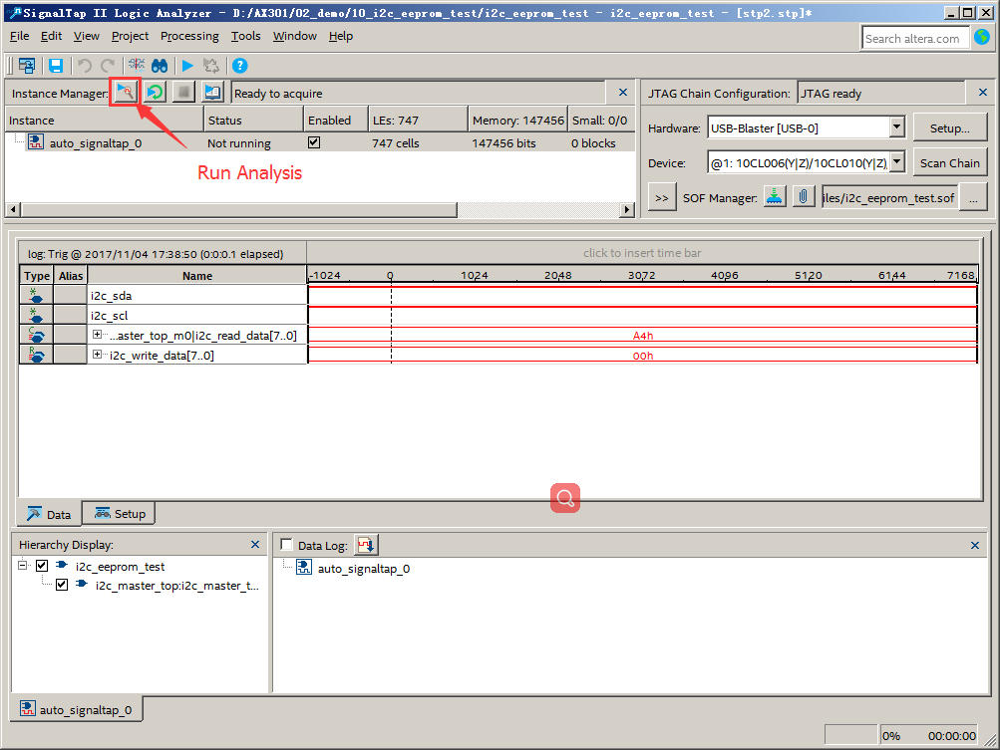 SignalTap II Logic Analyzer - D:/AX301/02_demo/10_i2c_eeprom_test/i2c_eeprom_test - i2c_eeprom_test - [stp2.stp]*
File Edit View Project Processing Tools Window Help
Search altera.com
Instance Manager: Ready to acquire
JTAG Chain Configuration: JTAG ready
Instance Status Enabled LEs: 747 Memory: 147456 Small: 0/0
auto_signaltap_0 Not running 747 cells 147456 bits 0 blocks
Run Analysis
Hardware: USB-Blaster [USB-0] Setup...
Device: @1: 10CL006(Y|Z)/10CL010(Y|Z) Scan Chain
>> SOF Manager: iles/i2c_eeprom_test.sof ...
log: Trig @ 2017/11/04 17:38:50 (0:0:0.1 elapsed) click to insert time bar
Type Alias Name -1024 0 1024 2048 3072 4096 5120 6144 7168
i2c_sda
i2c_scl
...aster_top_m0|i2c_read_data[7..0] A4h
i2c_write_data[7..0] 00h
Data Setup
Hierarchy Display:
i2c_eeprom_test
i2c_master_top:i2c_master_t...
Data Log:
auto_signaltap_0
auto_signaltap_0
0% 00:00:00